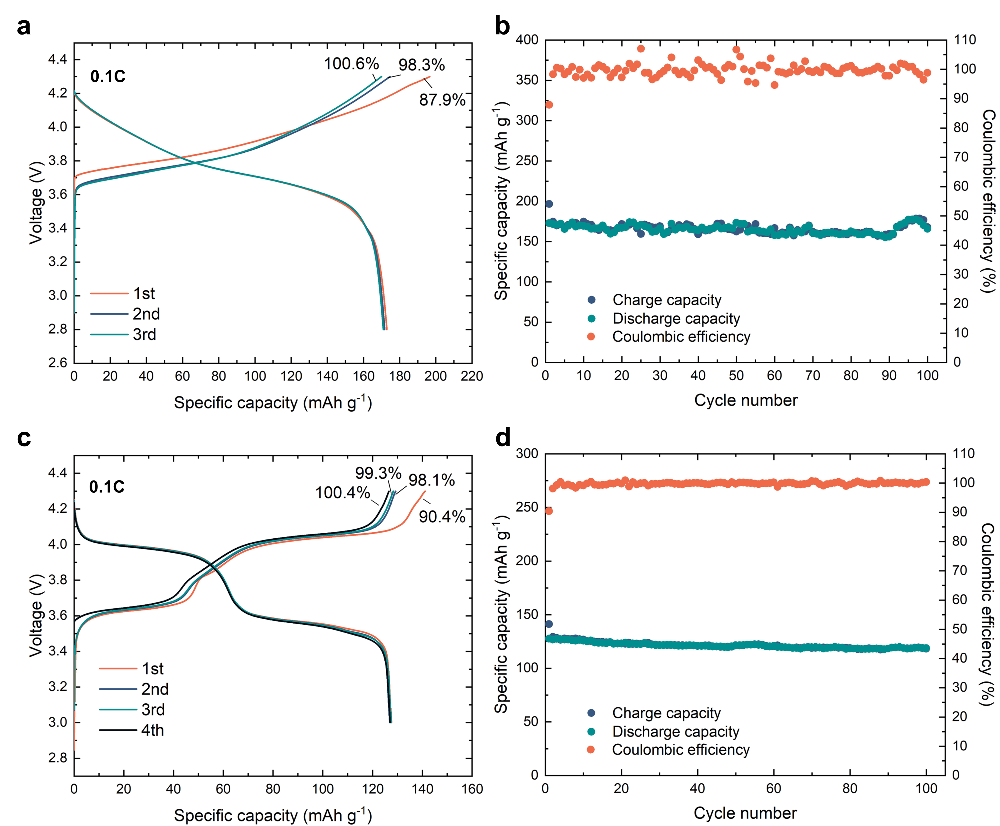 a
0.1C
100.6%
98.3%
87.9%
4.4
4.2
4.0
3.8
3.6
3.4
3.2
3.0
2.8
2.6
Voltage (V)
1st
2nd
3rd
0 20 40 60 80 100 120 140 160 180 200 220
Specific capacity (mAh g⁻¹)
b
400
350
300
250
200
150
100
50
0
Specific capacity (mAh g⁻¹)
110
100
90
80
70
60
50
40
30
20
10
0
Coulombic efficiency (%)
Charge capacity
Discharge capacity
Coulombic efficiency
0 10 20 30 40 50 60 70 80 90 100
Cycle number
c
0.1C
99.3%
98.1%
100.4%
90.4%
4.4
4.2
4.0
3.8
3.6
3.4
3.2
3.0
2.8
Voltage (V)
1st
2nd
3rd
4th
0 20 40 60 80 100 120 140 160
Specific capacity (mAh g⁻¹)
d
300
250
200
150
100
50
0
Specific capacity (mAh g⁻¹)
110
100
90
80
70
60
50
40
30
20
10
0
Coulombic efficiency (%)
Charge capacity
Discharge capacity
Coulombic efficiency
0 20 40 60 80 100
Cycle number